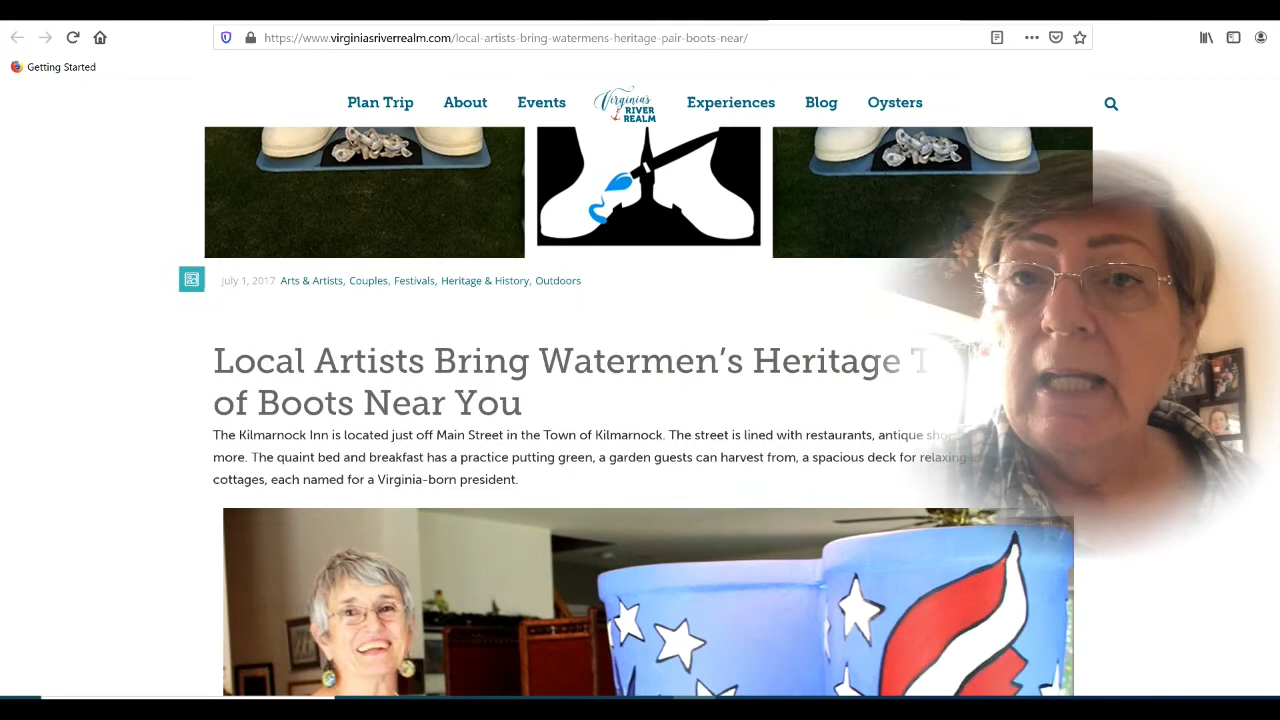 https://www.virginiasriverrealm.com/local-artists-bring-watermens-heritage-pair-boots-near/
Getting Started
Plan Trip About Events Virginia's RIVER REALM Experiences Blog Oysters
July 1, 2017 Arts & Artists, Couples, Festivals, Heritage & History, Outdoors
Local Artists Bring Watermen's Heritage
of Boots Near You
The Kilmarnock Inn is located just off Main Street in the Town of Kilmarnock. The street is lined with restaurants, antique
more. The quaint bed and breakfast has a practice putting green, a garden guests can harvest from, a spacious deck for relaxing
cottages, each named for a Virginia-born president.